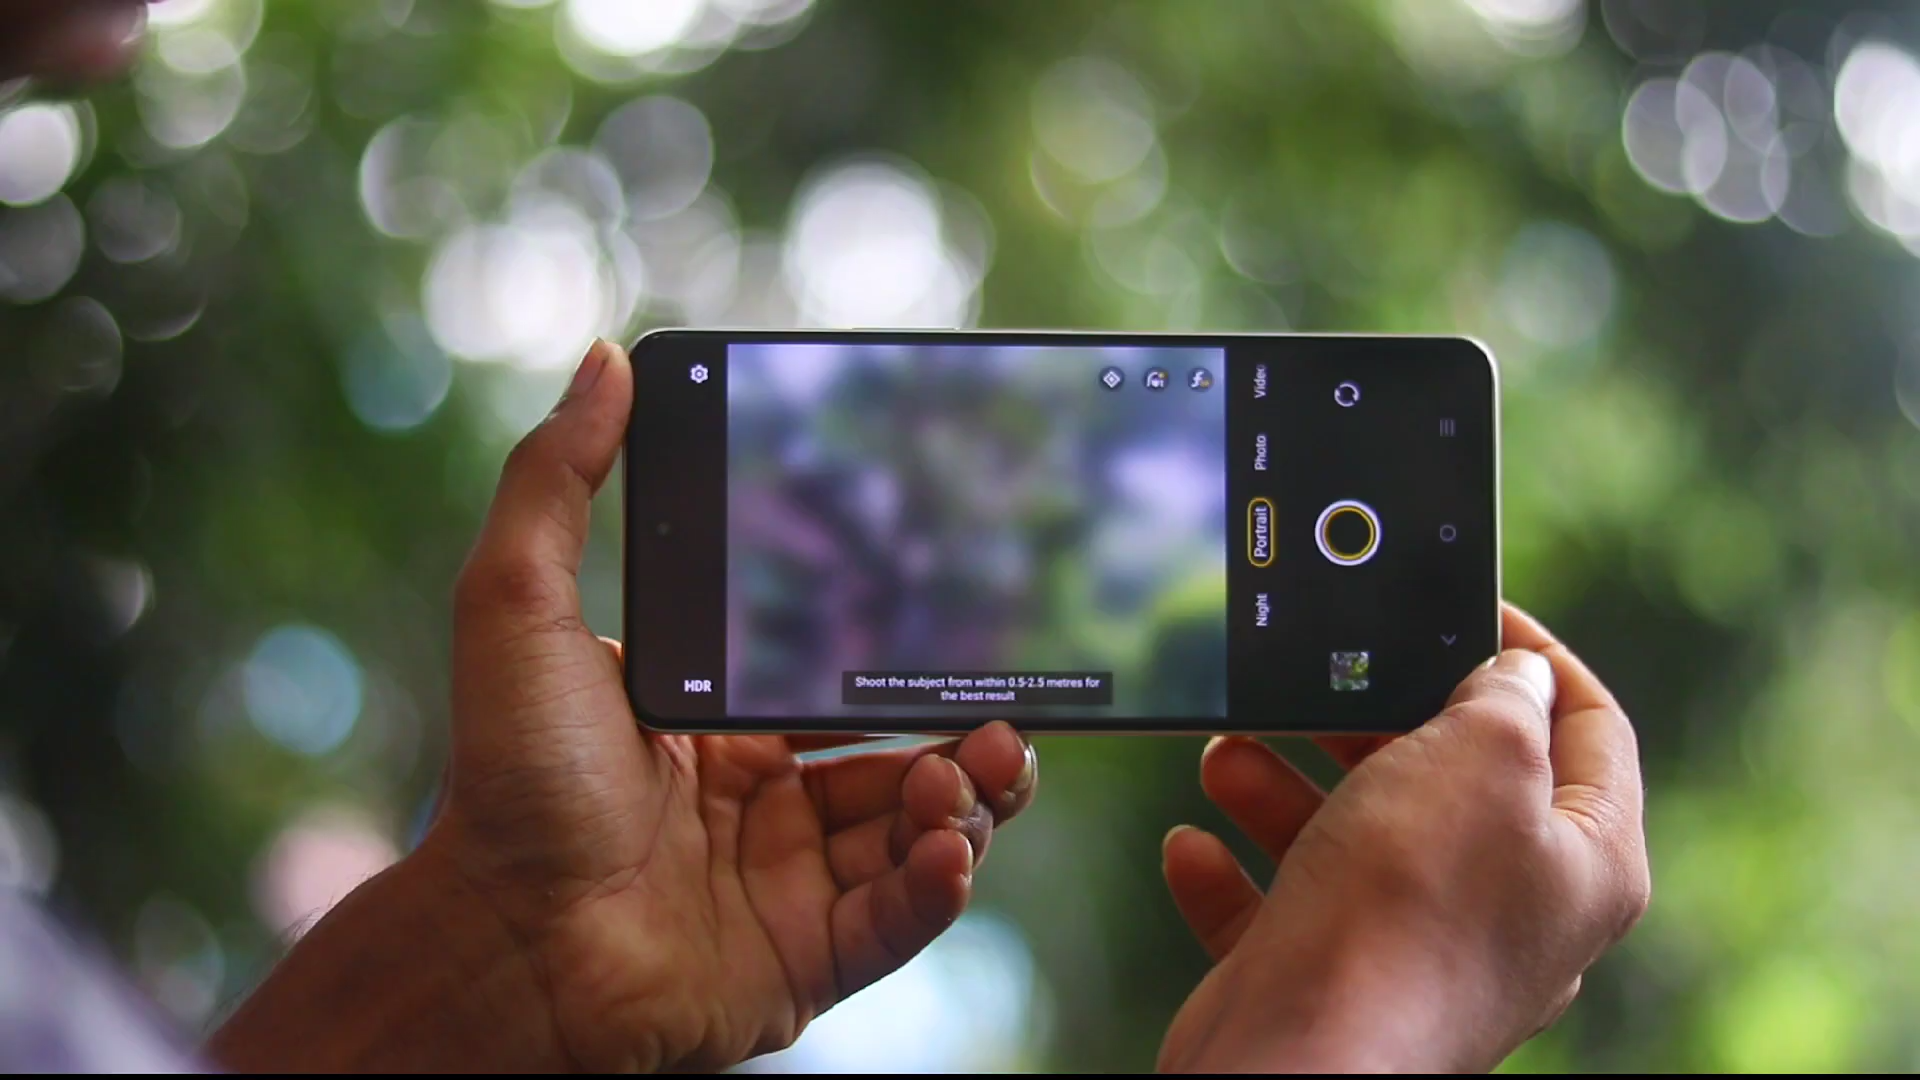 Video
Photo
Portrait
Night
HDR
Shoot the subject from within 0.5-2.5 metres for
the best result